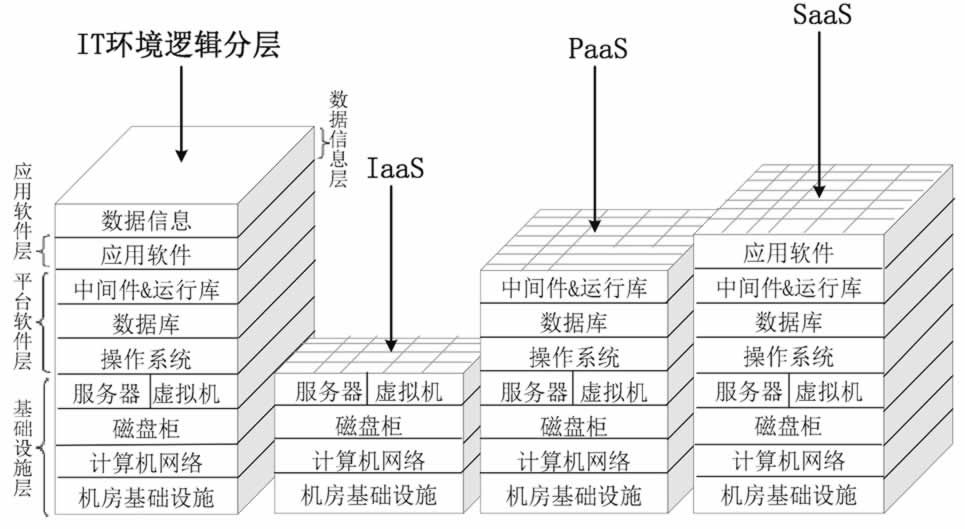 IT环境逻辑分层
数据信息层
应用软件层
平台软件层
基础设施层
数据信息
应用软件
中间件&运行库
数据库
操作系统
服务器 虚拟机
磁盘柜
计算机网络
机房基础设施
IaaS
服务器 虚拟机
磁盘柜
计算机网络
机房基础设施
PaaS
中间件&运行库
数据库
操作系统
服务器 虚拟机
磁盘柜
计算机网络
机房基础设施
SaaS
应用软件
中间件&运行库
数据库
操作系统
服务器 虚拟机
磁盘柜
计算机网络
机房基础设施